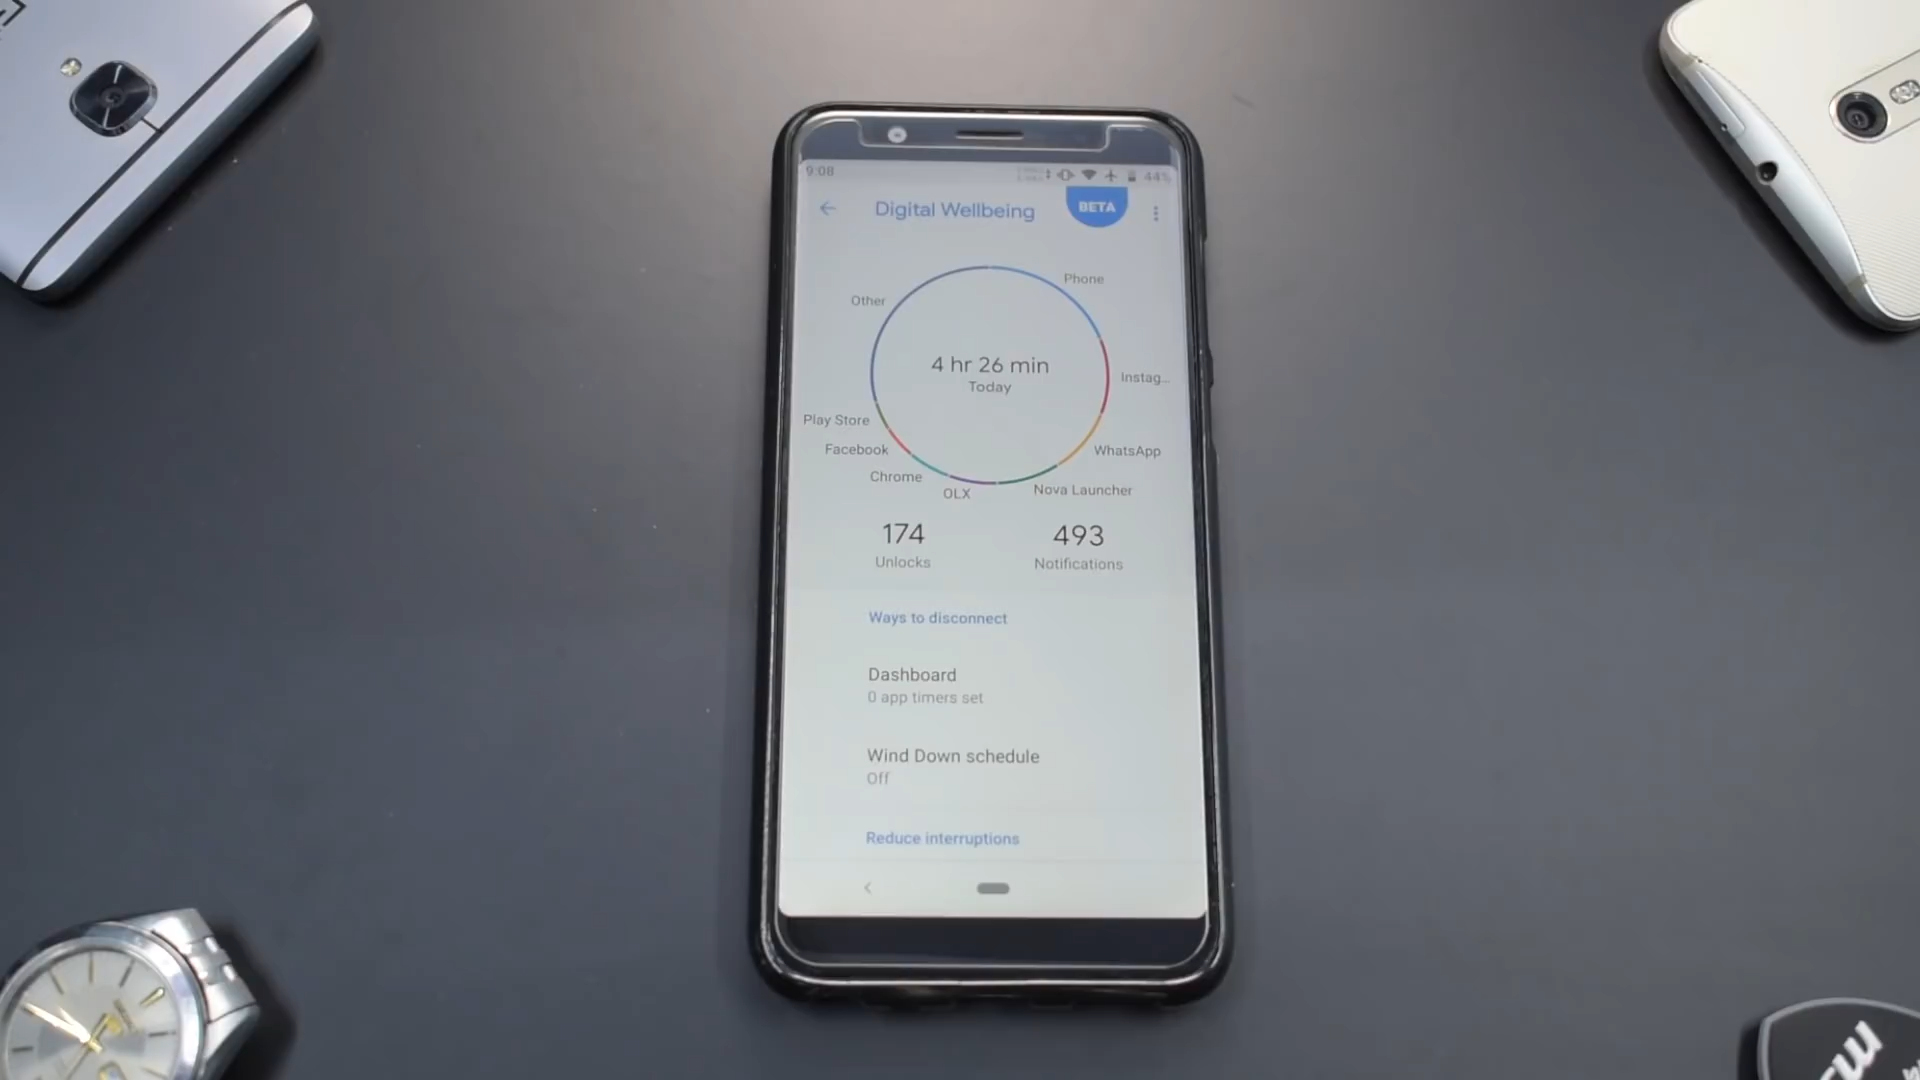 9:08
44%
Digital Wellbeing
BETA
Phone
Other
4 hr 26 min
Today
Instag...
Play Store
WhatsApp
Facebook
Chrome
Nova Launcher
OLX
174
Unlocks
493
Notifications
Ways to disconnect
Dashboard
0 app timers set
Wind Down schedule
Off
Reduce interruptions